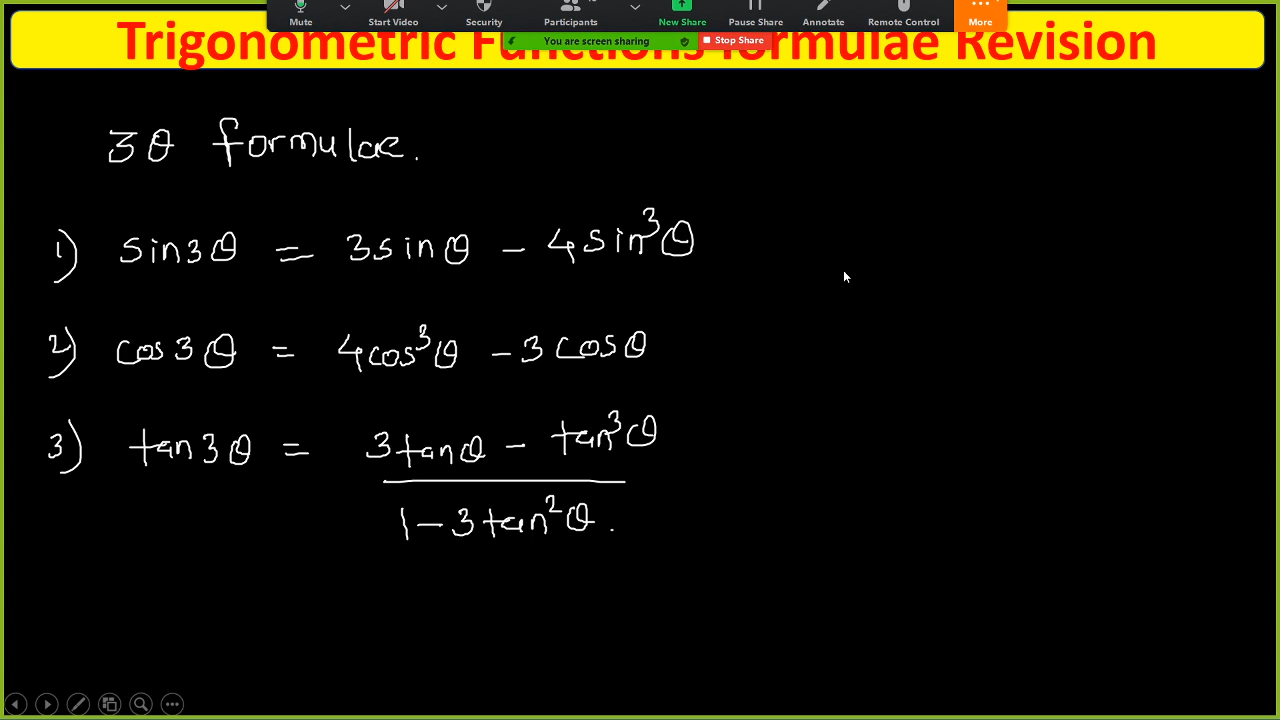 Mute Start Video Security Participants New Share Pause Share Annotate Remote Control More
You are screen sharing Stop Share
Trigonometric Functions formulae Revision
3θ formulae.
1) sin3θ = 3sinθ - 4sin³θ
2) cos3θ = 4cos³θ - 3cosθ
3) tan3θ = 3tanθ - tan³θ
1-3tan²θ.